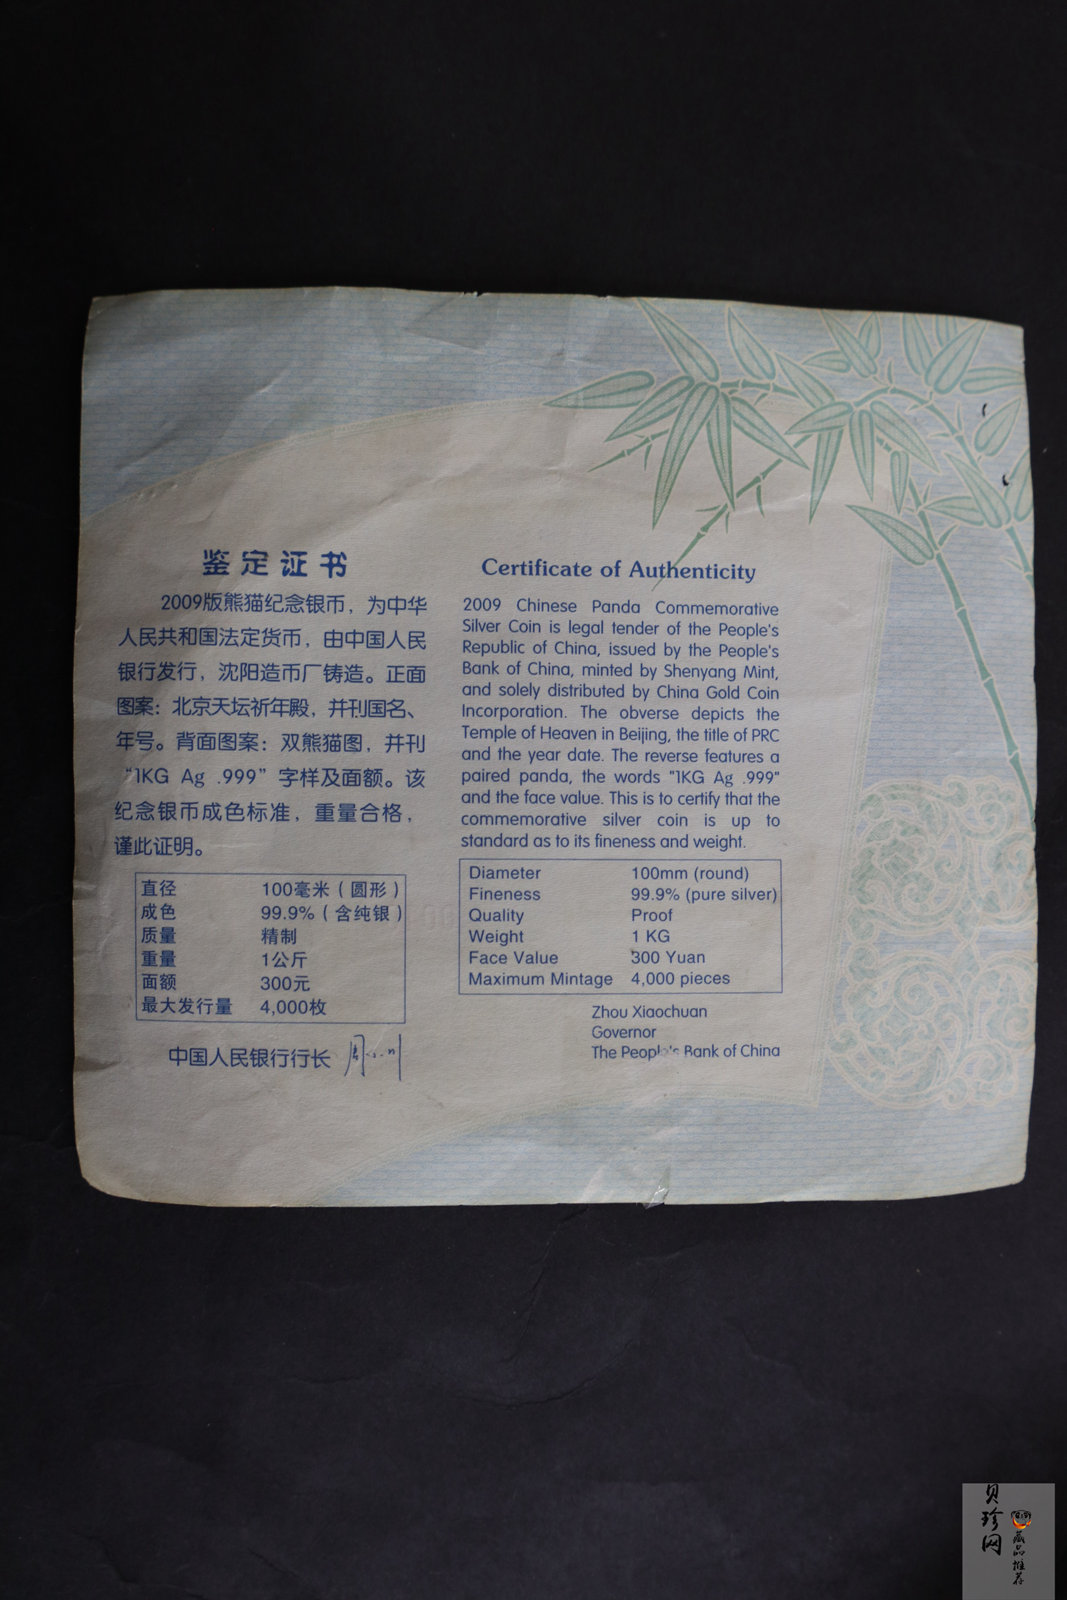 鉴定证书
2009版熊猫纪念银币，为中华
人民共和国法定货币，由中国人民
银行发行，沈阳造币厂铸造。正面
图案：北京天坛祈年殿，并刊国名、
年号。背面图案：双熊猫图，并刊
“1KG Ag .999”字样及面额。该
纪念银币成色标准，重量合格，
谨此证明。
直径 100毫米（圆形）
成色 99.9%（含纯银）
质量 精制
重量 1公斤
面额 300元
最大发行量 4,000枚
中国人民银行行长
Certificate of Authenticity
2009 Chinese Panda Commemorative
Silver Coin is legal tender of the People's
Republic of China, issued by the People's
Bank of China, minted by Shenyang Mint,
and solely distributed by China Gold Coin
Incorporation. The obverse depicts the
Temple of Heaven in Beijing, the title of PRC
and the year date. The reverse features a
paired panda, the words "1KG Ag .999"
and the face value. This is to certify that the
commemorative silver coin is up to
standard as to its fineness and weight.
Diameter 100mm (round)
Fineness 99.9% (pure silver)
Quality Proof
Weight 1 KG
Face Value 300 Yuan
Maximum Mintage 4,000 pieces
Zhou Xiaochuan
Governor
The People's Bank of China
贝珍网
藏品推荐